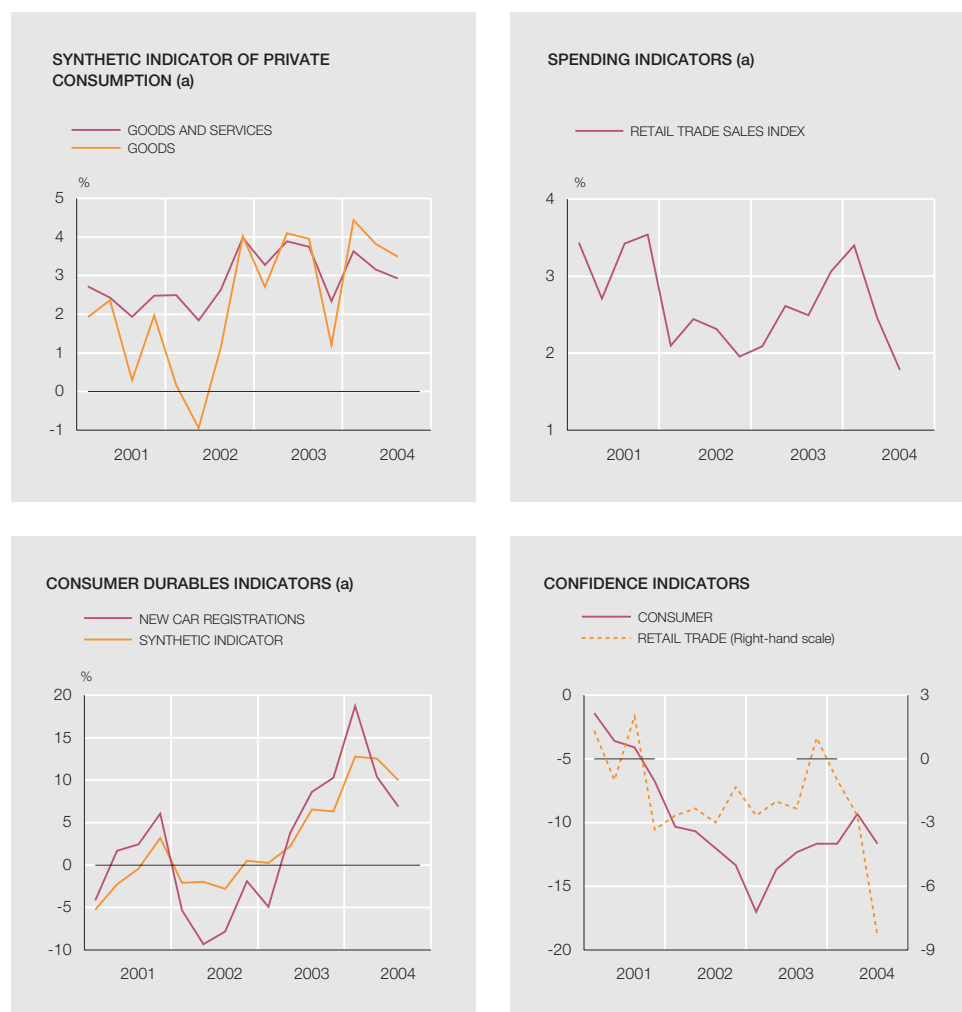 SYNTHETIC INDICATOR OF PRIVATE
CONSUMPTION (a)
GOODS AND SERVICES
GOODS
%
5
4
3
2
1
0
-1
2001 2002 2003 2004
SPENDING INDICATORS (a)
RETAIL TRADE SALES INDEX
%
4
3
2
1
2001 2002 2003 2004
CONSUMER DURABLES INDICATORS (a)
NEW CAR REGISTRATIONS
SYNTHETIC INDICATOR
%
20
15
10
5
0
-5
-10
2001 2002 2003 2004
CONFIDENCE INDICATORS
CONSUMER
RETAIL TRADE (Right-hand scale)
0 3
-5 0
-10 -3
-15 -6
-20 -9
2001 2002 2003 2004